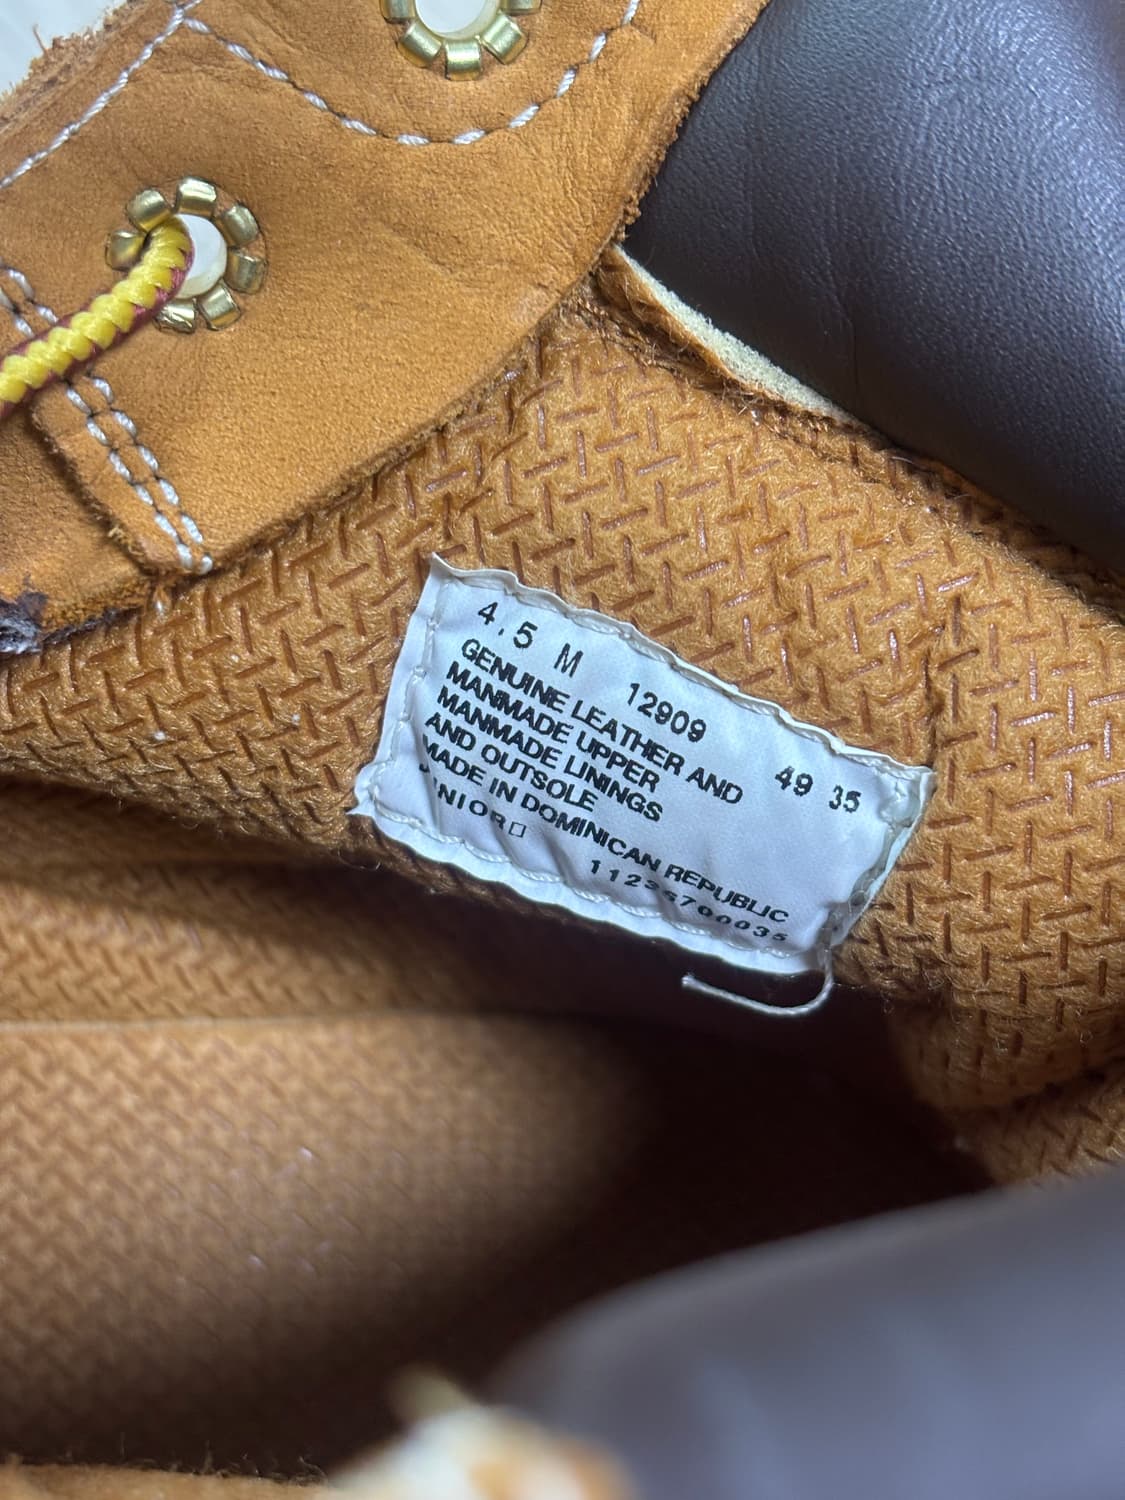 4.5 M 12909 49 35
GENUINE LEATHER AND
MANMADE UPPER
MANMADE LININGS
AND OUTSOLE
MADE IN DOMINICAN REPUBLIC